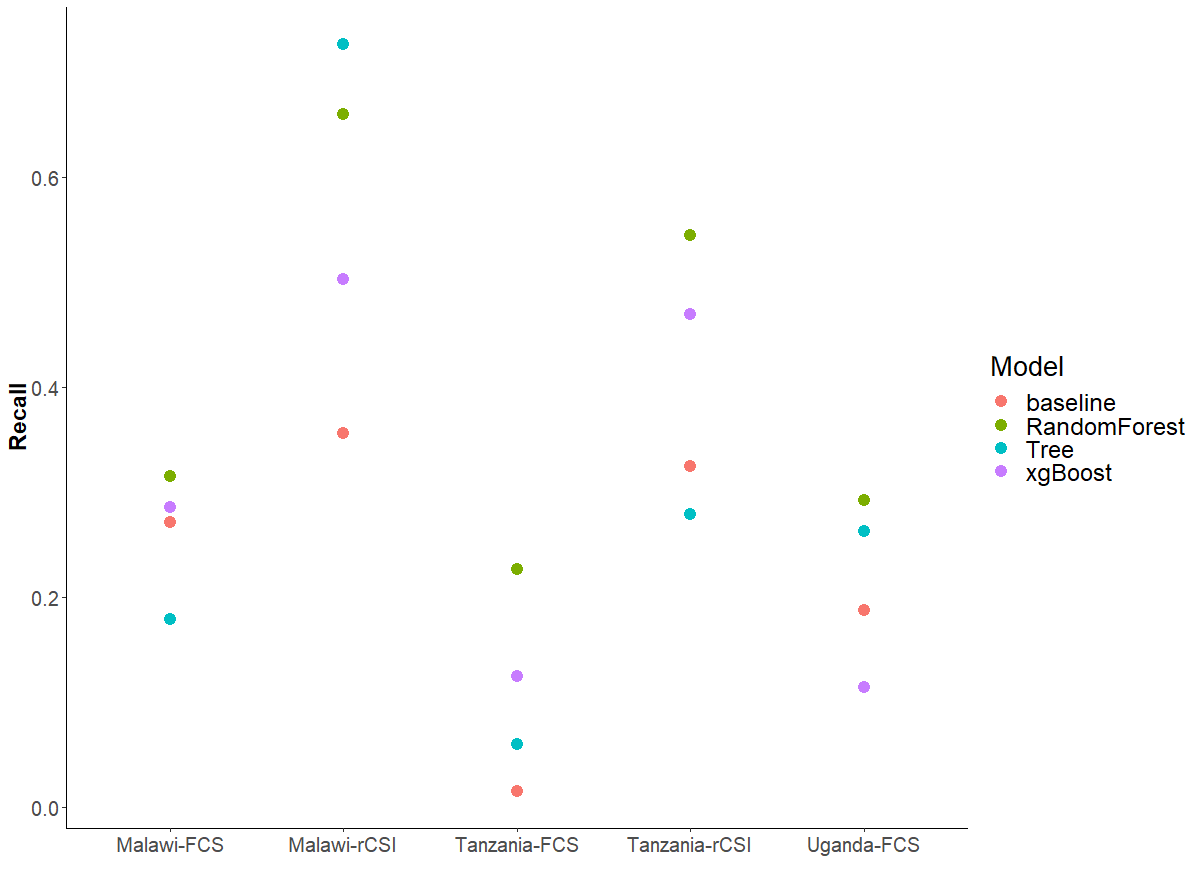 Recall
0.6
0.4
0.2
0.0
Malawi-FCS Malawi-rCSI Tanzania-FCS Tanzania-rCSI Uganda-FCS
Model
baseline
RandomForest
Tree
xgBoost